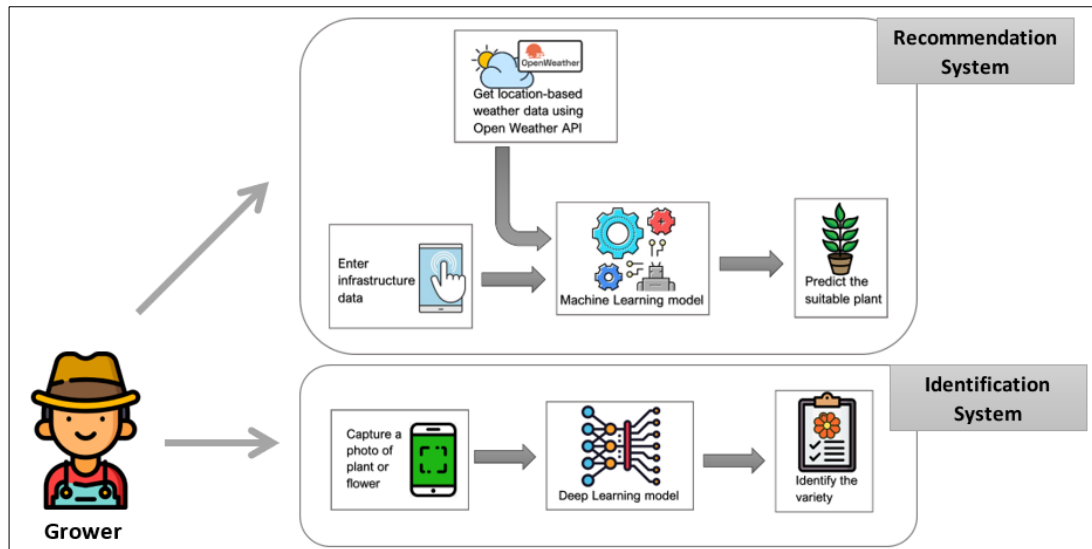 Recommendation
System
OpenWeather
Get location-based
weather data using
Open Weather API
Enter
infrastructure
data
Machine Learning model
Predict the
suitable plant
Identification
System
Capture a
photo of
plant or
flower
Deep Learning model
Identify the
variety
Grower